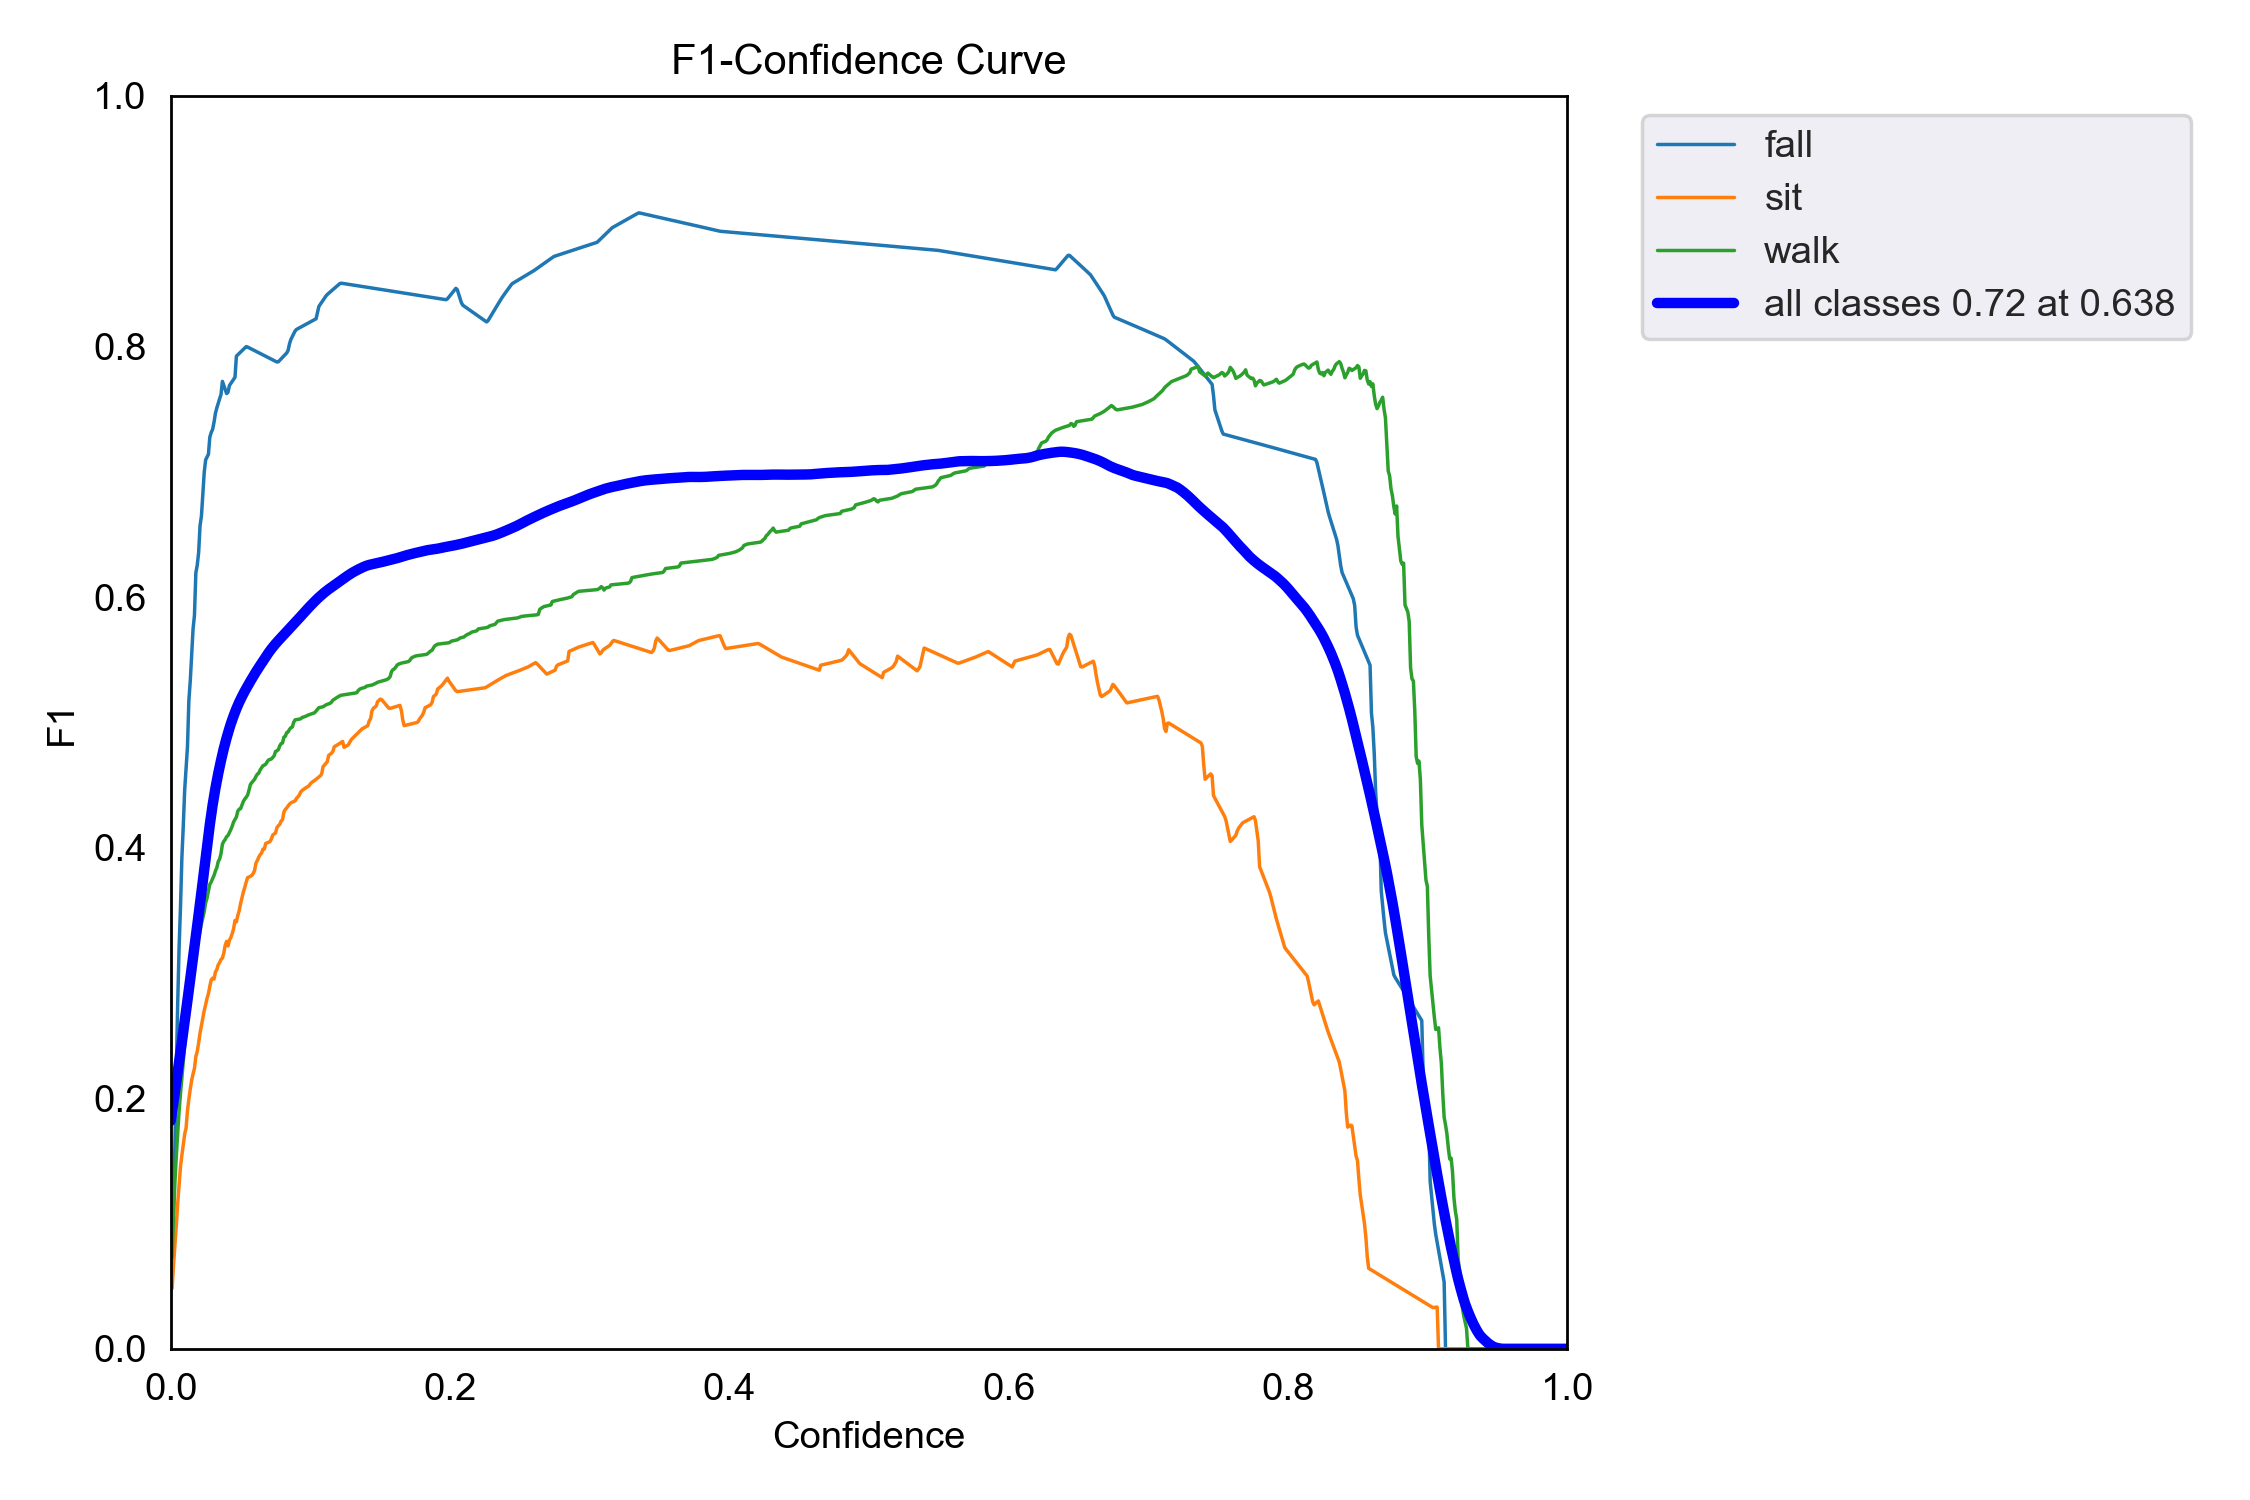 F1-Confidence Curve
1.0
0.8
0.6
0.4
0.2
0.0
F1
0.0 0.2 0.4 0.6 0.8 1.0
Confidence
fall
sit
walk
all classes 0.72 at 0.638